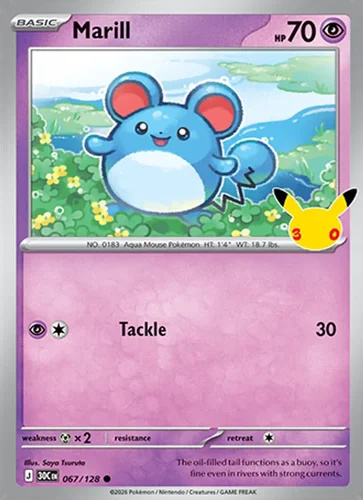 BASIC
Marill
HP 70
NO. 0183 Aqua Mouse Pokémon HT: 1'4" WT: 18.7 lbs.
30
Tackle 30
weakness ×2 resistance retreat
J 30C EN 067/128
The oil-filled tail functions as a buoy, so it's
fine even in rivers with strong currents.
Illus. Saya Tsuruta
©2026 Pokémon / Nintendo / Creatures / GAME FREAK